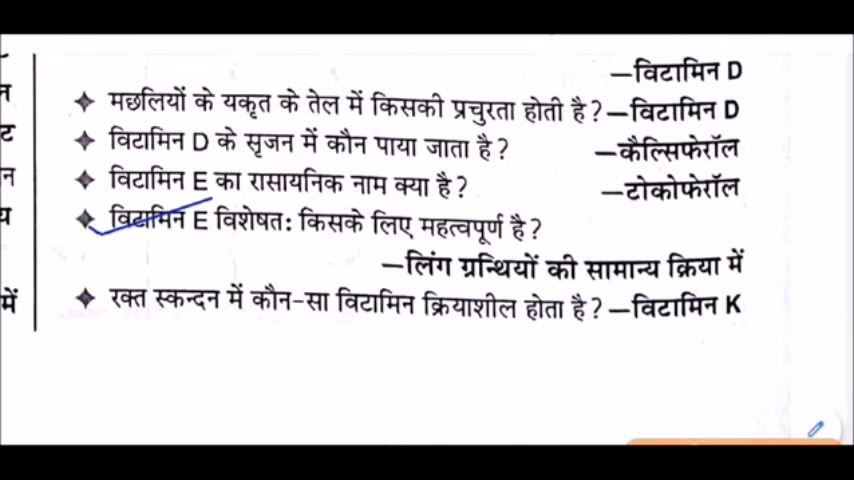 —विटामिन D
न
मछलियों के यकृत के तेल में किसकी प्रचुरता होती है? —विटामिन D
ट
विटामिन D के सृजन में कौन पाया जाता है? —कैल्सिफेरॉल
न
विटामिन E का रासायनिक नाम क्या है? —टोकोफेरॉल
य
विटामिन E विशेषतः किसके लिए महत्वपूर्ण है?
—लिंग ग्रन्थियों की सामान्य क्रिया में
में
रक्त स्कन्दन में कौन-सा विटामिन क्रियाशील होता है? —विटामिन K